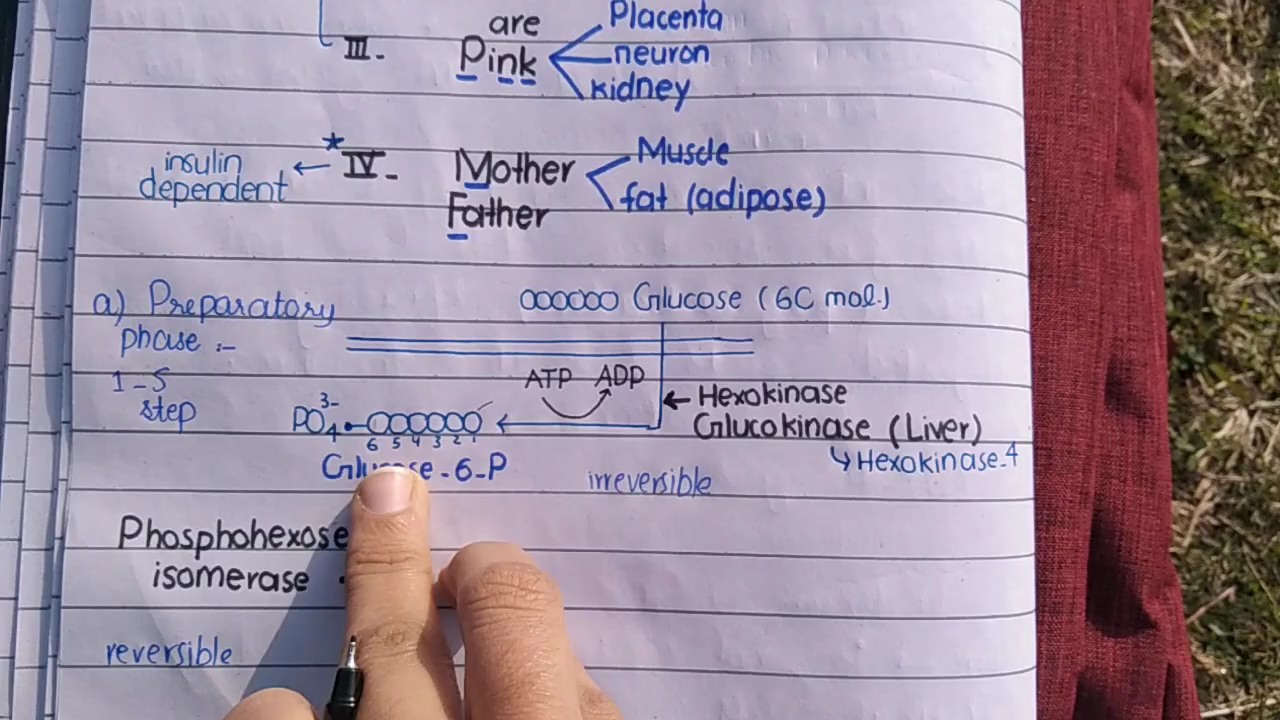 are
III. Pink Placenta
neuron
kidney
insulin dependent ← *IV. Mother Father Muscle
fat (adipose)
a) Preparatory phase :-
Glucose (6C mol.)
1-5 step
ATP ADP
← Hexokinase
Glucokinase (Liver)
↳ Hexokinase-4
PO₄³⁻
6 5 4 3 2 1
Glucose-6-P
irreversible
Phosphohexose
isomerase
reversible